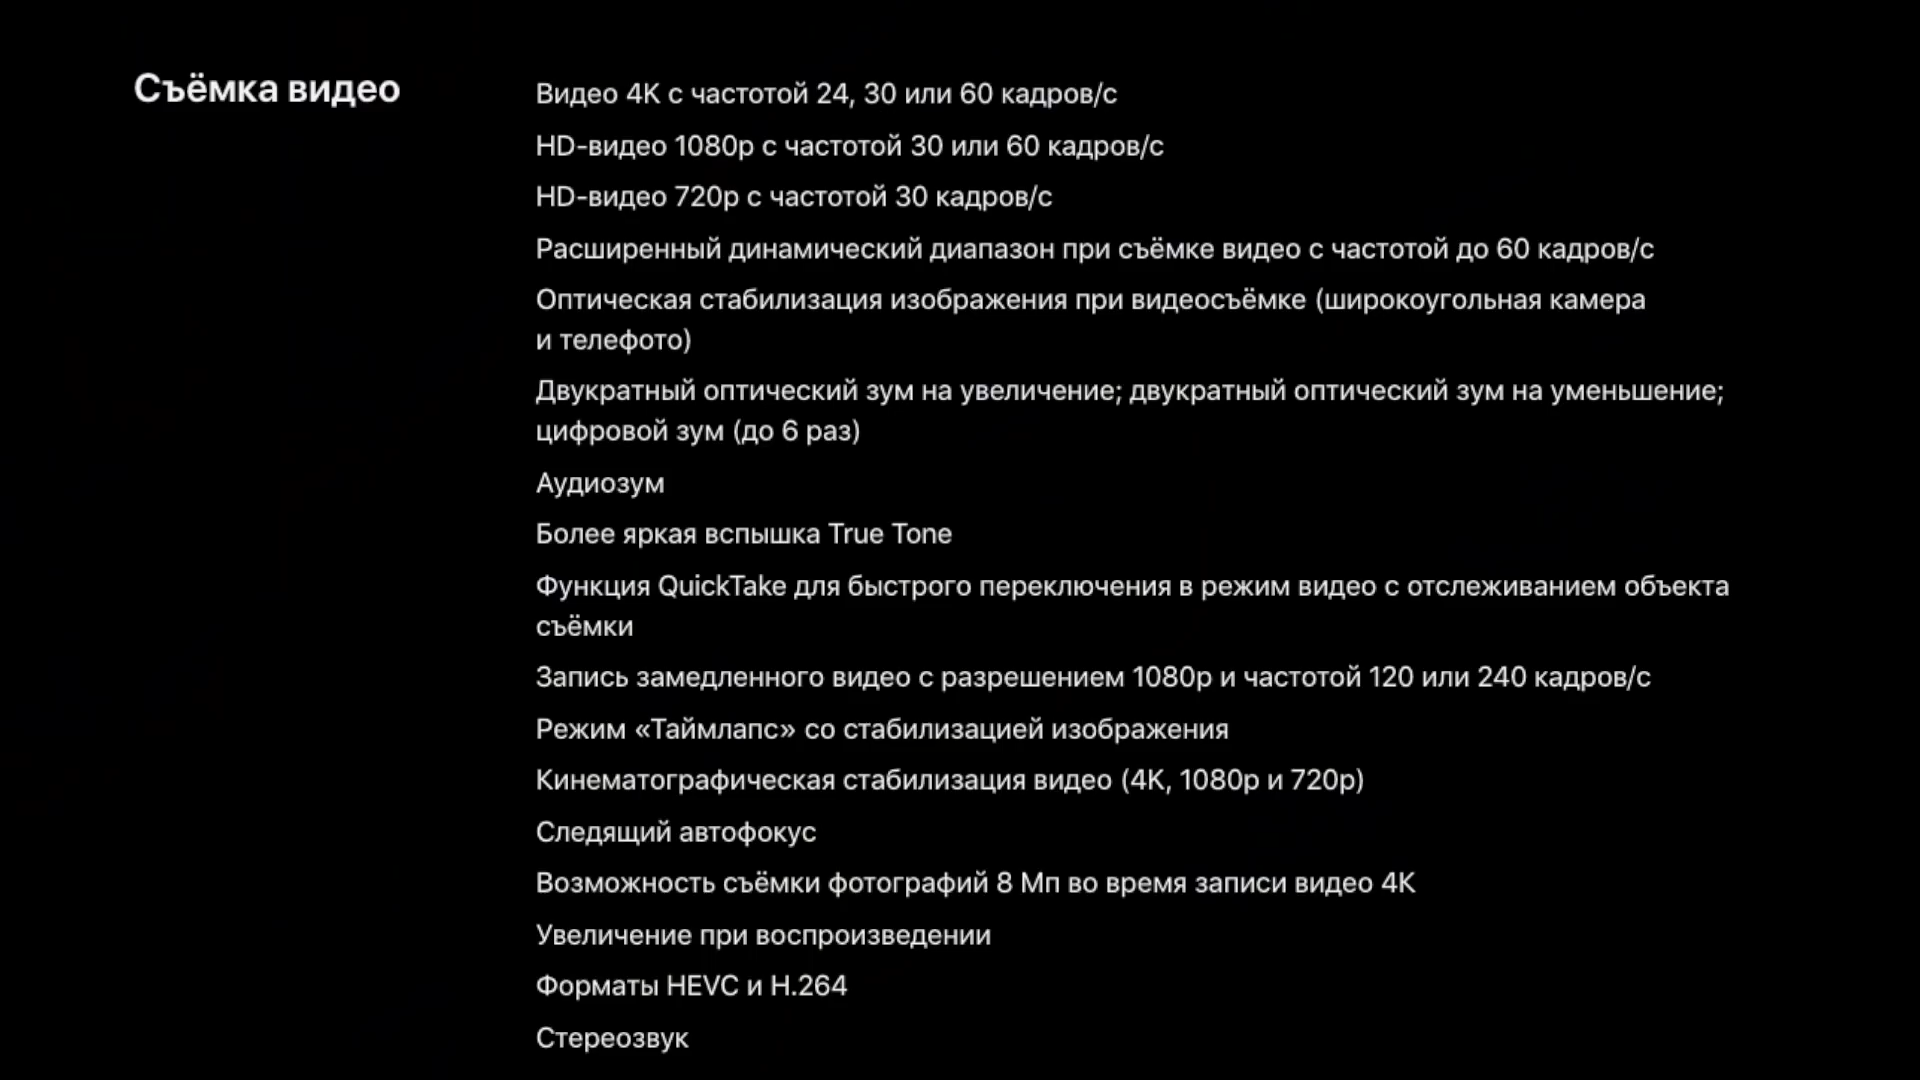 Съёмка видео
Видео 4K с частотой 24, 30 или 60 кадров/с
HD-видео 1080p с частотой 30 или 60 кадров/с
HD-видео 720p с частотой 30 кадров/с
Расширенный динамический диапазон при съёмке видео с частотой до 60 кадров/с
Оптическая стабилизация изображения при видеосъёмке (широкоугольная камера
и телефото)
Двукратный оптический зум на увеличение; двукратный оптический зум на уменьшение;
цифровой зум (до 6 раз)
Аудиозум
Более яркая вспышка True Tone
Функция QuickTake для быстрого переключения в режим видео с отслеживанием объекта
съёмки
Запись замедленного видео с разрешением 1080p и частотой 120 или 240 кадров/с
Режим «Таймлапс» со стабилизацией изображения
Кинематографическая стабилизация видео (4K, 1080p и 720p)
Следящий автофокус
Возможность съёмки фотографий 8 Мп во время записи видео 4K
Увеличение при воспроизведении
Форматы HEVC и H.264
Стереозвук